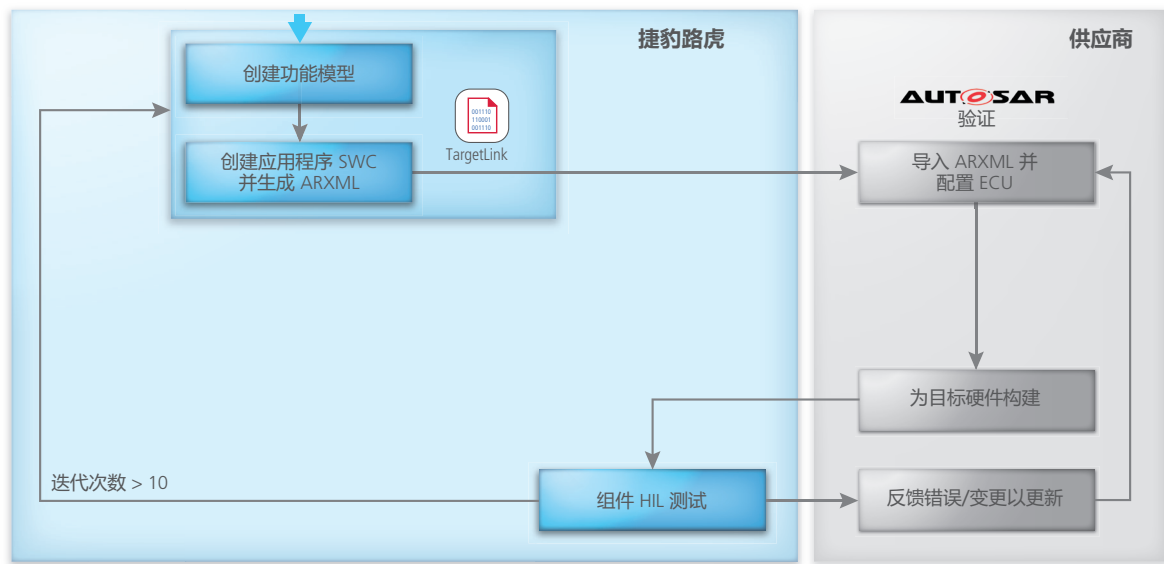 捷豹路虎
供应商
创建功能模型
001110
110001
001110
TargetLink
创建应用程序 SWC
并生成 ARXML
AUTOSAR
验证
导入 ARXML 并
配置 ECU
为目标硬件构建
迭代次数 > 10
组件 HIL 测试
反馈错误/变更以更新